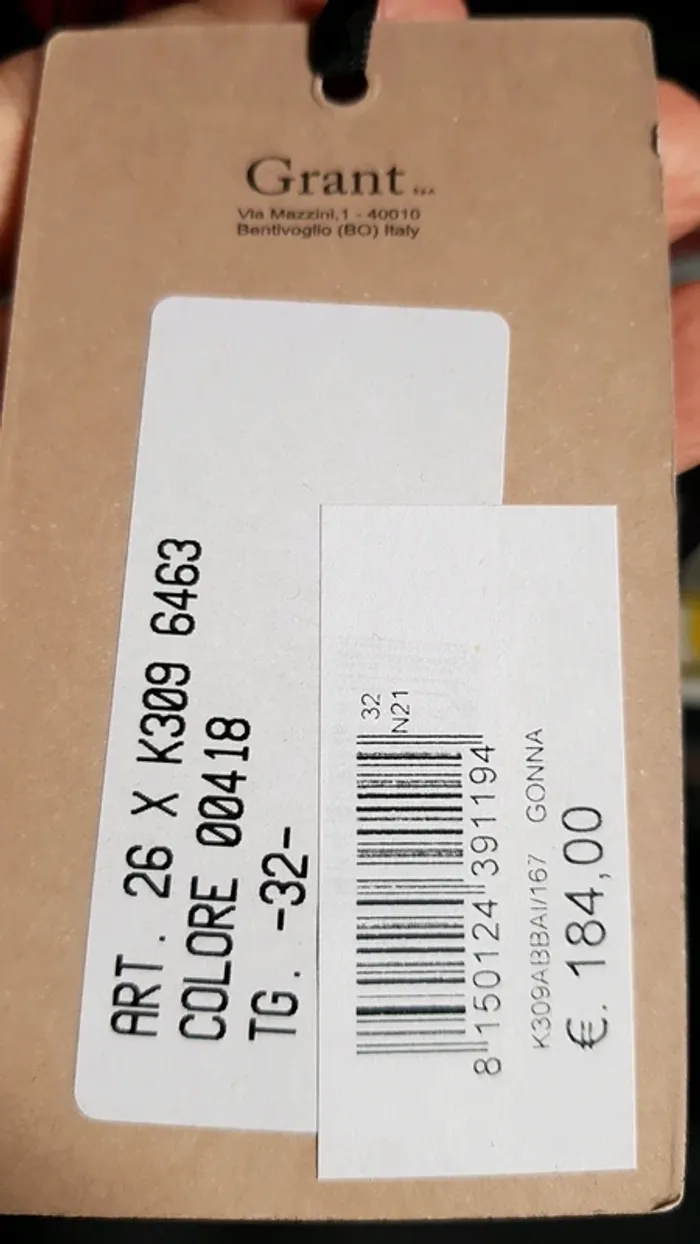 Grant s.p.a.
Via Mazzini,1 - 40010
Bentivoglio (BO) Italy
ART. 26 X K309 6463
COLORE 00418
TG. -32-
32
N21
8 150124 391194
K309ABBAI/167 GONNA
€. 184,00